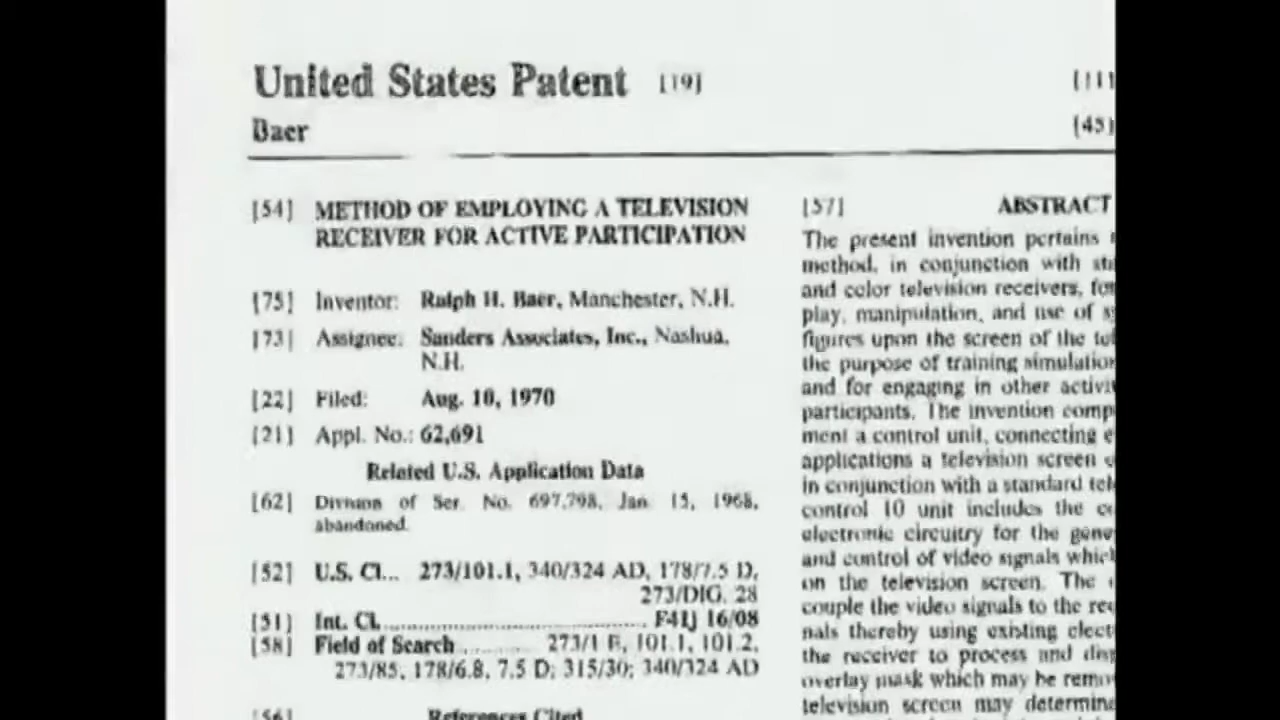 United States Patent [19]
[11]
Baer
[45]
[54] METHOD OF EMPLOYING A TELEVISION
RECEIVER FOR ACTIVE PARTICIPATION
[75] Inventor: Ralph H. Baer, Manchester, N.H.
[73] Assignee: Sanders Associates, Inc., Nashua,
N.H.
[22] Filed: Aug. 10, 1970
[21] Appl. No.: 62,691
Related U.S. Application Data
[62] Division of Ser. No. 697,798, Jan. 15, 1968,
abandoned.
[52] U.S. Cl... 273/101.1, 340/324 AD, 178/7.5 D,
273/DIG. 28
[51] Int. Cl. ........................................ F41J 16/08
[58] Field of Search ............ 273/1 E, 101.1, 101.2,
273/85, 178/6.8, 7.5 D; 315/30; 340/324 AD
[56] References Cited
[57] ABSTRACT
The present invention pertains
method, in conjunction with
and color television receivers, for
play, manipulation, and use of
figures upon the screen of the
the purpose of training
and for engaging in other
participants. The invention
ment a control unit, connecting
applications a television screen
in conjunction with a standard
control 10 unit includes the
electronic circuitry for the
and control of video signals
on the television screen. The
couple the video signals to the
nals thereby using existing
the receiver to process and
overlay mask which may be
television screen may